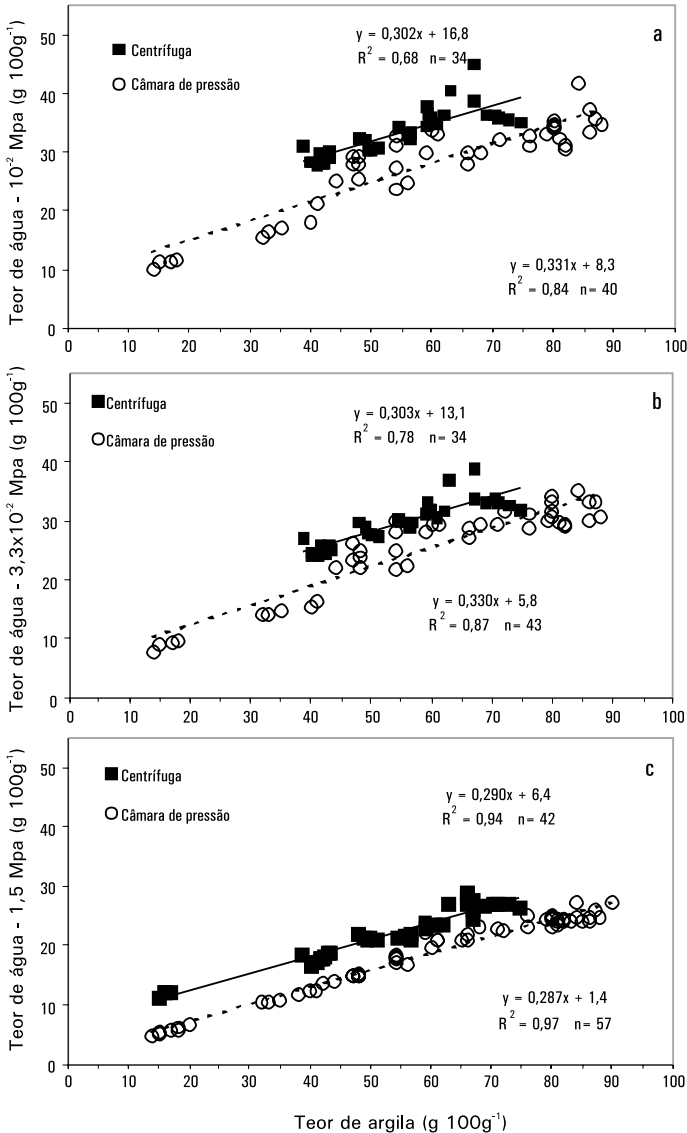 a
Teor de água - 10⁻² Mpa (g 100g⁻¹)
Centrífuga
Câmara de pressão
y = 0,302x + 16,8
R² = 0,68 n= 34
y = 0,331x + 8,3
R² = 0,84 n= 40
50
40
30
20
10
0
0 10 20 30 40 50 60 70 80 90 100
b
Teor de água - 3,3x10⁻² Mpa (g 100g⁻¹)
Centrífuga
Câmara de pressão
y = 0,303x + 13,1
R² = 0,78 n= 34
y = 0,330x + 5,8
R² = 0,87 n= 43
50
40
30
20
10
0
0 10 20 30 40 50 60 70 80 90 100
c
Teor de água - 1,5 Mpa (g 100g⁻¹)
Centrífuga
Câmara de pressão
y = 0,290x + 6,4
R² = 0,94 n= 42
y = 0,287x + 1,4
R² = 0,97 n= 57
50
40
30
20
10
0
0 10 20 30 40 50 60 70 80 90 100
Teor de argila (g 100g⁻¹)